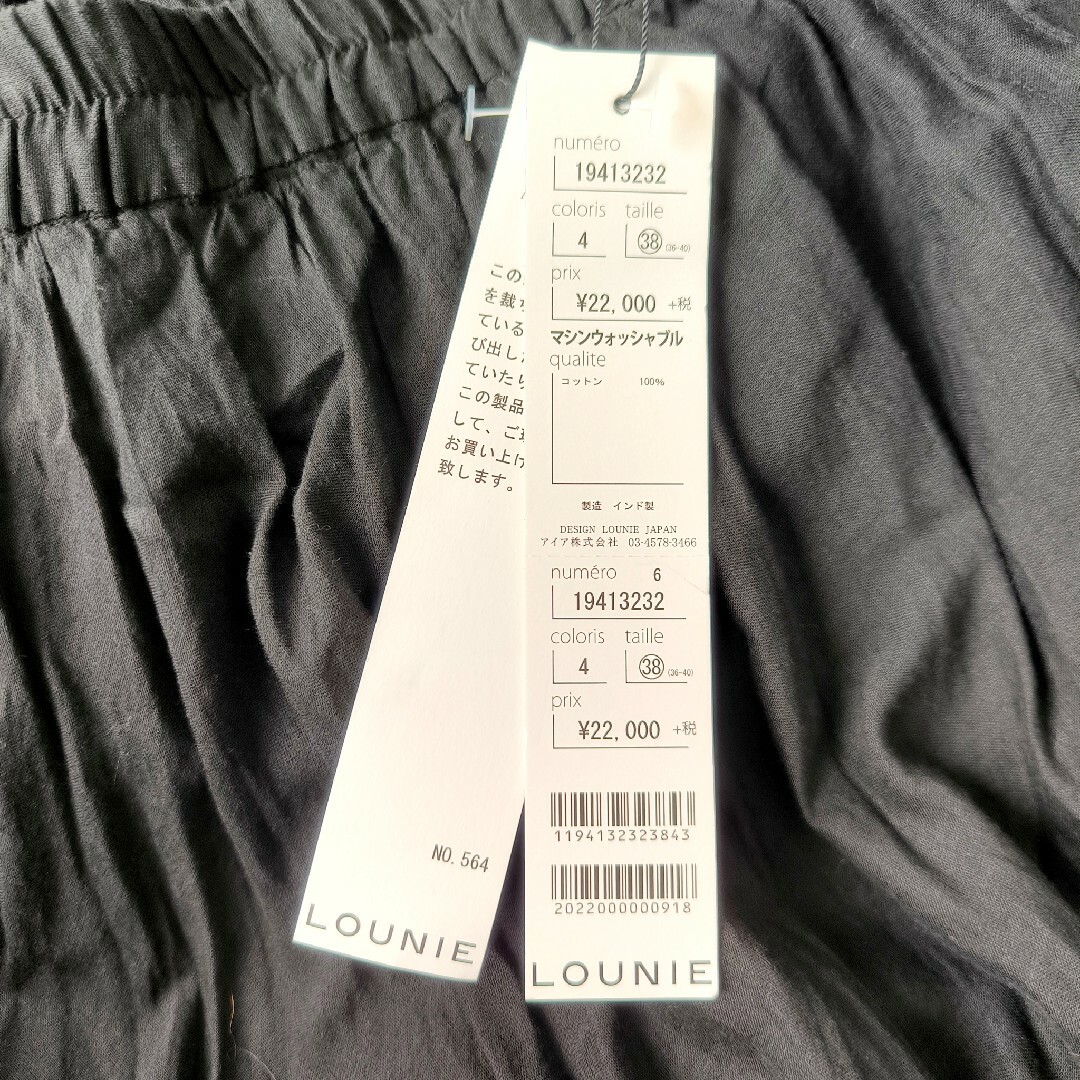 この
を裁
ている
び出し
ていたら
この製品
して、ご
お買い上げ
致します。
NO. 564
LOUNIE
numéro
19413232
coloris taille
4 ㊳ (36-40)
prix
¥22,000 +税
マシンウォッシャブル
qualite
コットン 100%
製造 インド製
DESIGN LOUNIE JAPAN
アイア株式会社 03-4578-3466
numéro 6
19413232
coloris taille
4 ㊳ (36-40)
prix
¥22,000 +税
1194132323843
2022000000918
LOUNIE